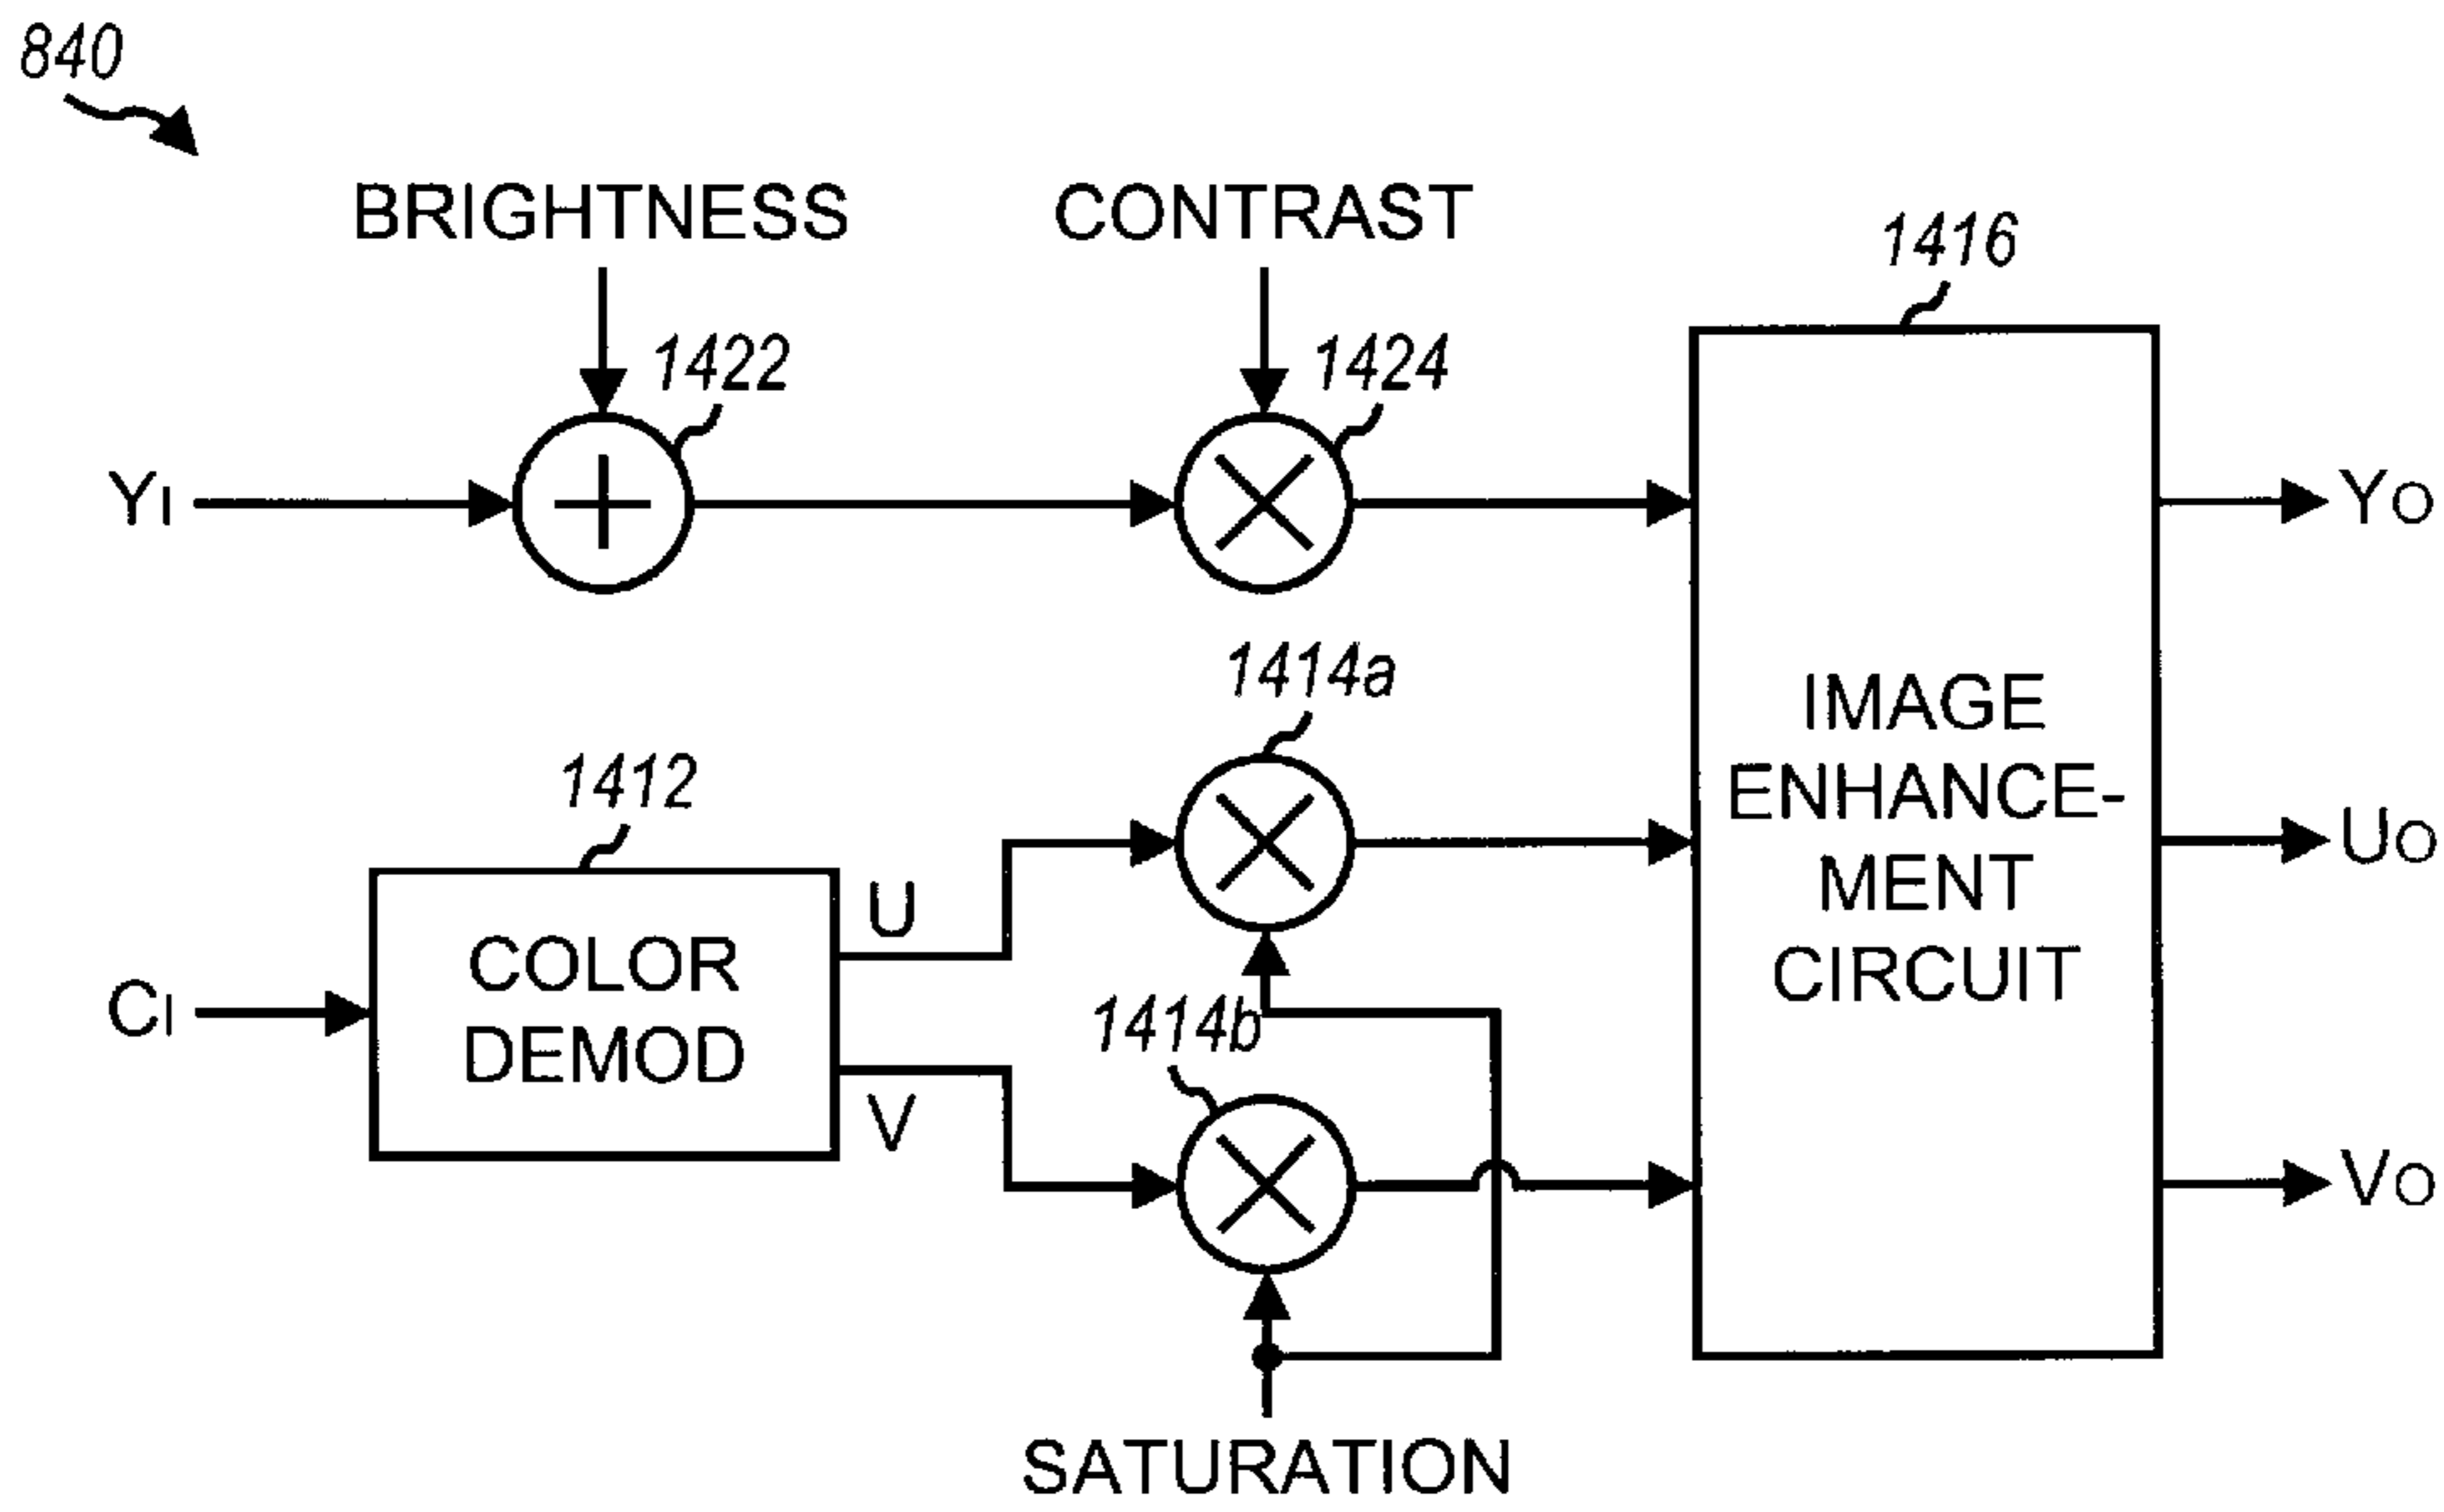 840
BRIGHTNESS
CONTRAST
1416
1422
1424
YI
YO
1414a
IMAGE
ENHANCE-
MENT
CIRCUIT
1412
U
UO
COLOR
DEMOD
CI
1414b
V
VO
SATURATION